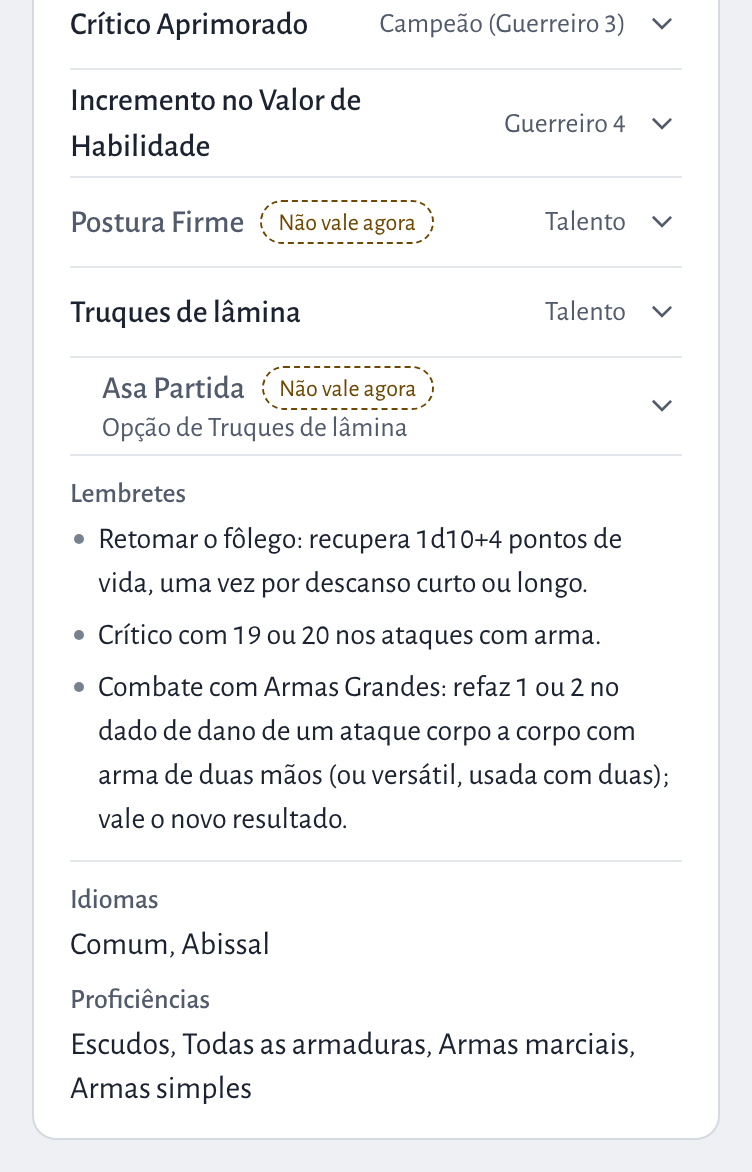 Crítico Aprimorado
Campeão (Guerreiro 3)
Incremento no Valor de
Habilidade
Guerreiro 4
Postura Firme
Não vale agora
Talento
Truques de lâmina
Talento
Asa Partida
Não vale agora
Opção de Truques de lâmina
Lembretes
Retomar o fôlego: recupera 1d10+4 pontos de
vida, uma vez por descanso curto ou longo.
Crítico com 19 ou 20 nos ataques com arma.
Combate com Armas Grandes: refaz 1 ou 2 no
dado de dano de um ataque corpo a corpo com
arma de duas mãos (ou versátil, usada com duas);
vale o novo resultado.
Idiomas
Comum, Abissal
Proficiências
Escudos, Todas as armaduras, Armas marciais,
Armas simples